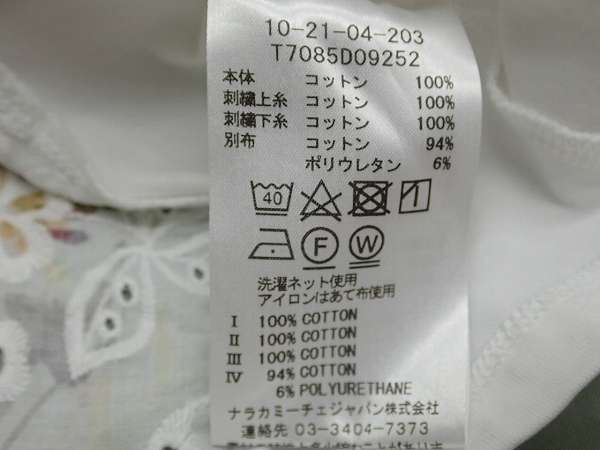 10-21-04-203
T7085D09252
本体 コットン 100%
刺繍上糸 コットン 100%
刺繍下糸 コットン 100%
別布 コットン 94%
ポリウレタン 6%
40
F W
洗濯ネット使用
アイロンはあて布使用
I 100% COTTON
II 100% COTTON
III 100% COTTON
IV 94% COTTON
6% POLYURETHANE
ナラカミーチェジャパン株式会社
連絡先 03-3404-7373